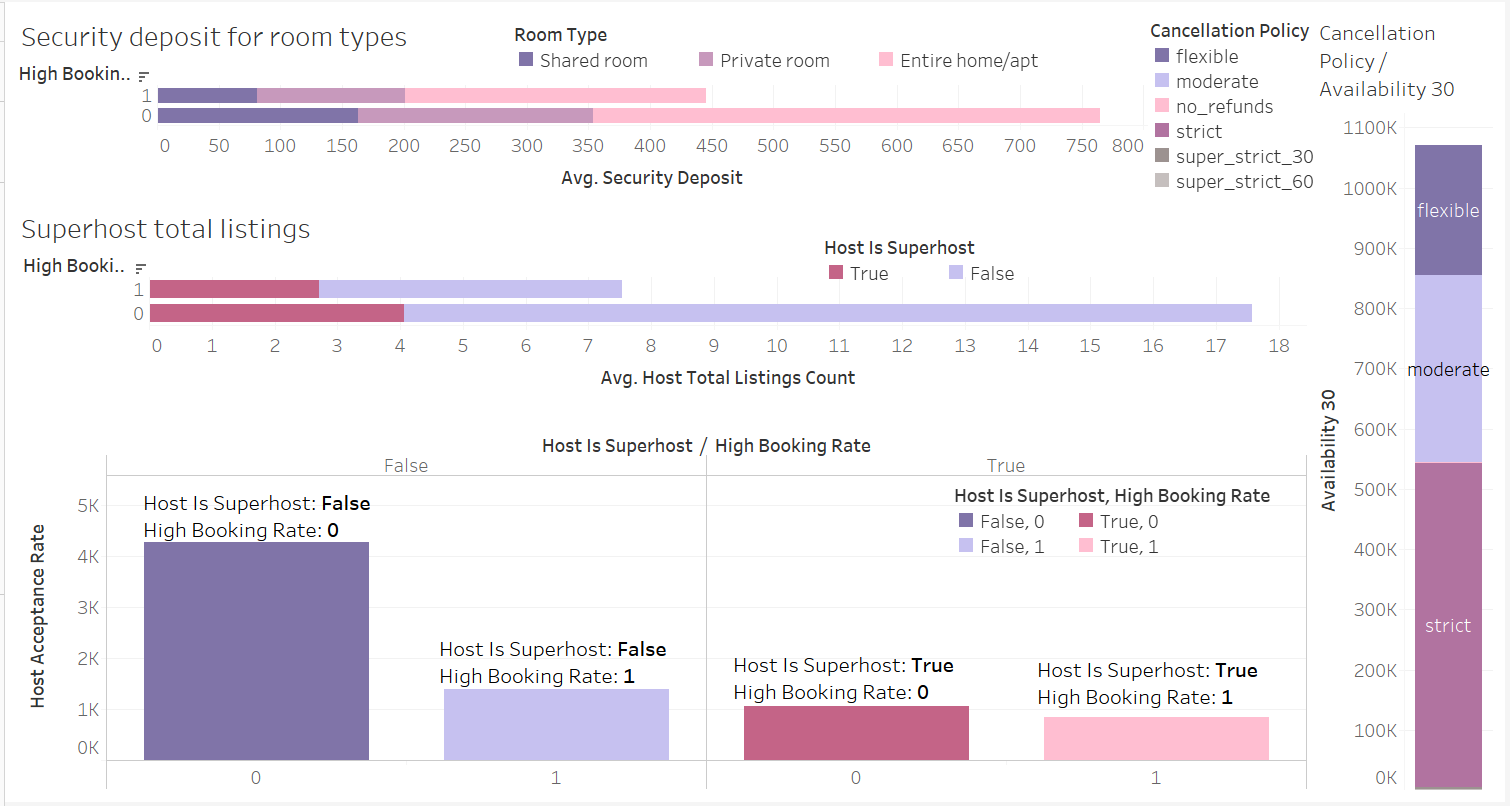 Security deposit for room types
Room Type
Shared room
Private room
Entire home/apt
High Bookin..
1
0
0 50 100 150 200 250 300 350 400 450 500 550 600 650 700 750 800
Avg. Security Deposit
Cancellation Policy
flexible
moderate
no_refunds
strict
super_strict_30
super_strict_60
Superhost total listings
Host Is Superhost
True
False
High Booki..
1
0
0 1 2 3 4 5 6 7 8 9 10 11 12 13 14 15 16 17 18
Avg. Host Total Listings Count
Host Is Superhost / High Booking Rate
False
True
Host Acceptance Rate
5K
4K
3K
2K
1K
0K
Host Is Superhost: False
High Booking Rate: 0
Host Is Superhost: False
High Booking Rate: 1
Host Is Superhost: True
High Booking Rate: 0
Host Is Superhost: True
High Booking Rate: 1
Host Is Superhost, High Booking Rate
False, 0
True, 0
False, 1
True, 1
0 1 0 1
Cancellation
Policy /
Availability 30
Availability 30
1100K
1000K
900K
800K
700K
600K
500K
400K
300K
200K
100K
0K
flexible
moderate
strict